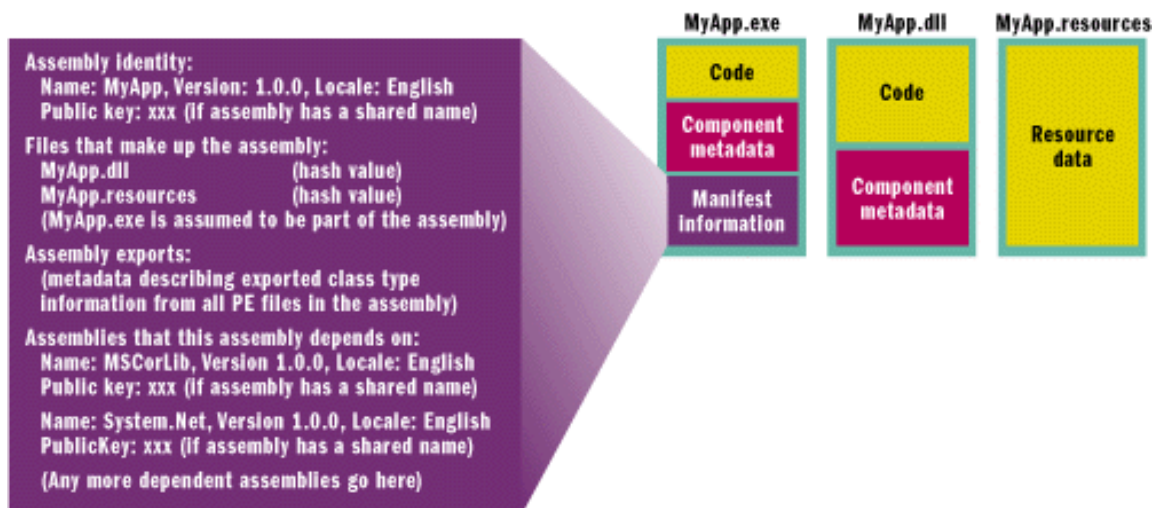 Assembly identity:
Name: MyApp, Version: 1.0.0, Locale: English
Public key: xxx (if assembly has a shared name)
Files that make up the assembly:
MyApp.dll (hash value)
MyApp.resources (hash value)
(MyApp.exe is assumed to be part of the assembly)
Assembly exports:
(metadata describing exported class type
information from all PE files in the assembly)
Assemblies that this assembly depends on:
Name: MSCorLib, Version 1.0.0, Locale: English
Public key: xxx (if assembly has a shared name)
Name: System.Net, Version 1.0.0, Locale: English
PublicKey: xxx (if assembly has a shared name)
(Any more dependent assemblies go here)
MyApp.exe
Code
Component
metadata
Manifest
information
MyApp.dll
Code
Component
metadata
MyApp.resources
Resource
data